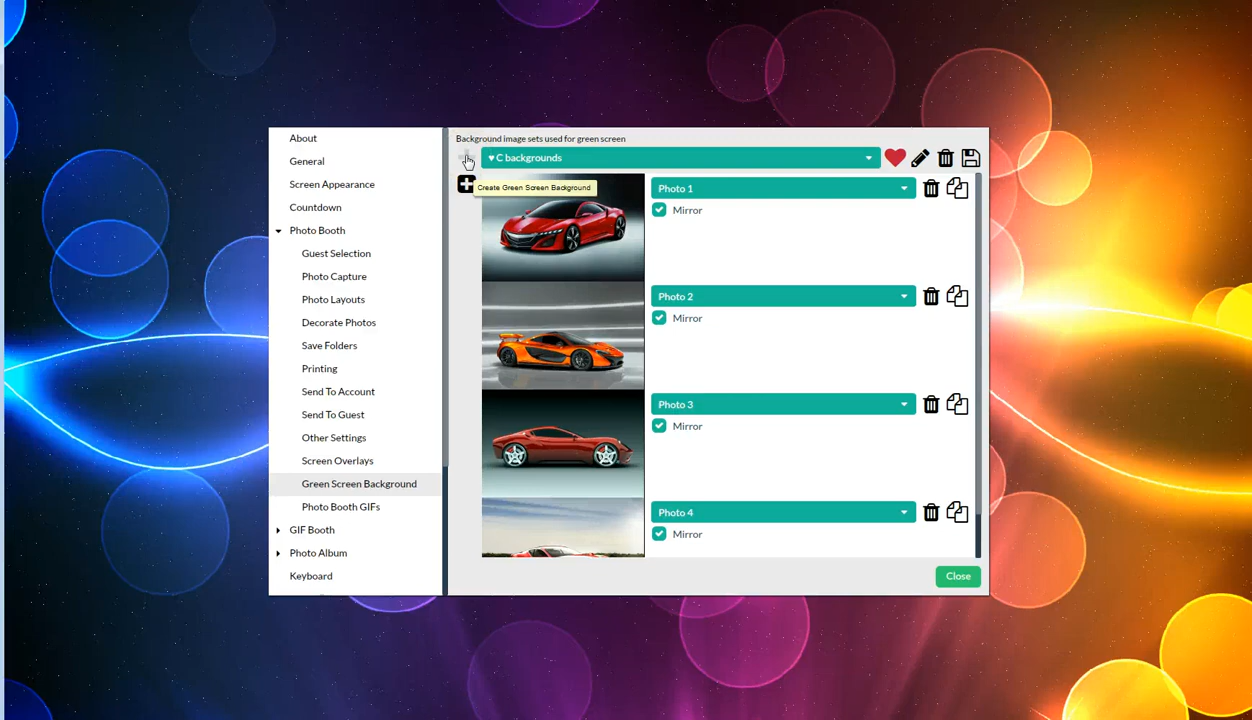 About
General
Screen Appearance
Countdown
Photo Booth
Guest Selection
Photo Capture
Photo Layouts
Decorate Photos
Save Folders
Printing
Send To Account
Send To Guest
Other Settings
Screen Overlays
Green Screen Background
Photo Booth GIFs
GIF Booth
Photo Album
Keyboard
Background image sets used for green screen
♥ C backgrounds
Create Green Screen Background
Photo 1
Mirror
Photo 2
Mirror
Photo 3
Mirror
Photo 4
Mirror
Close